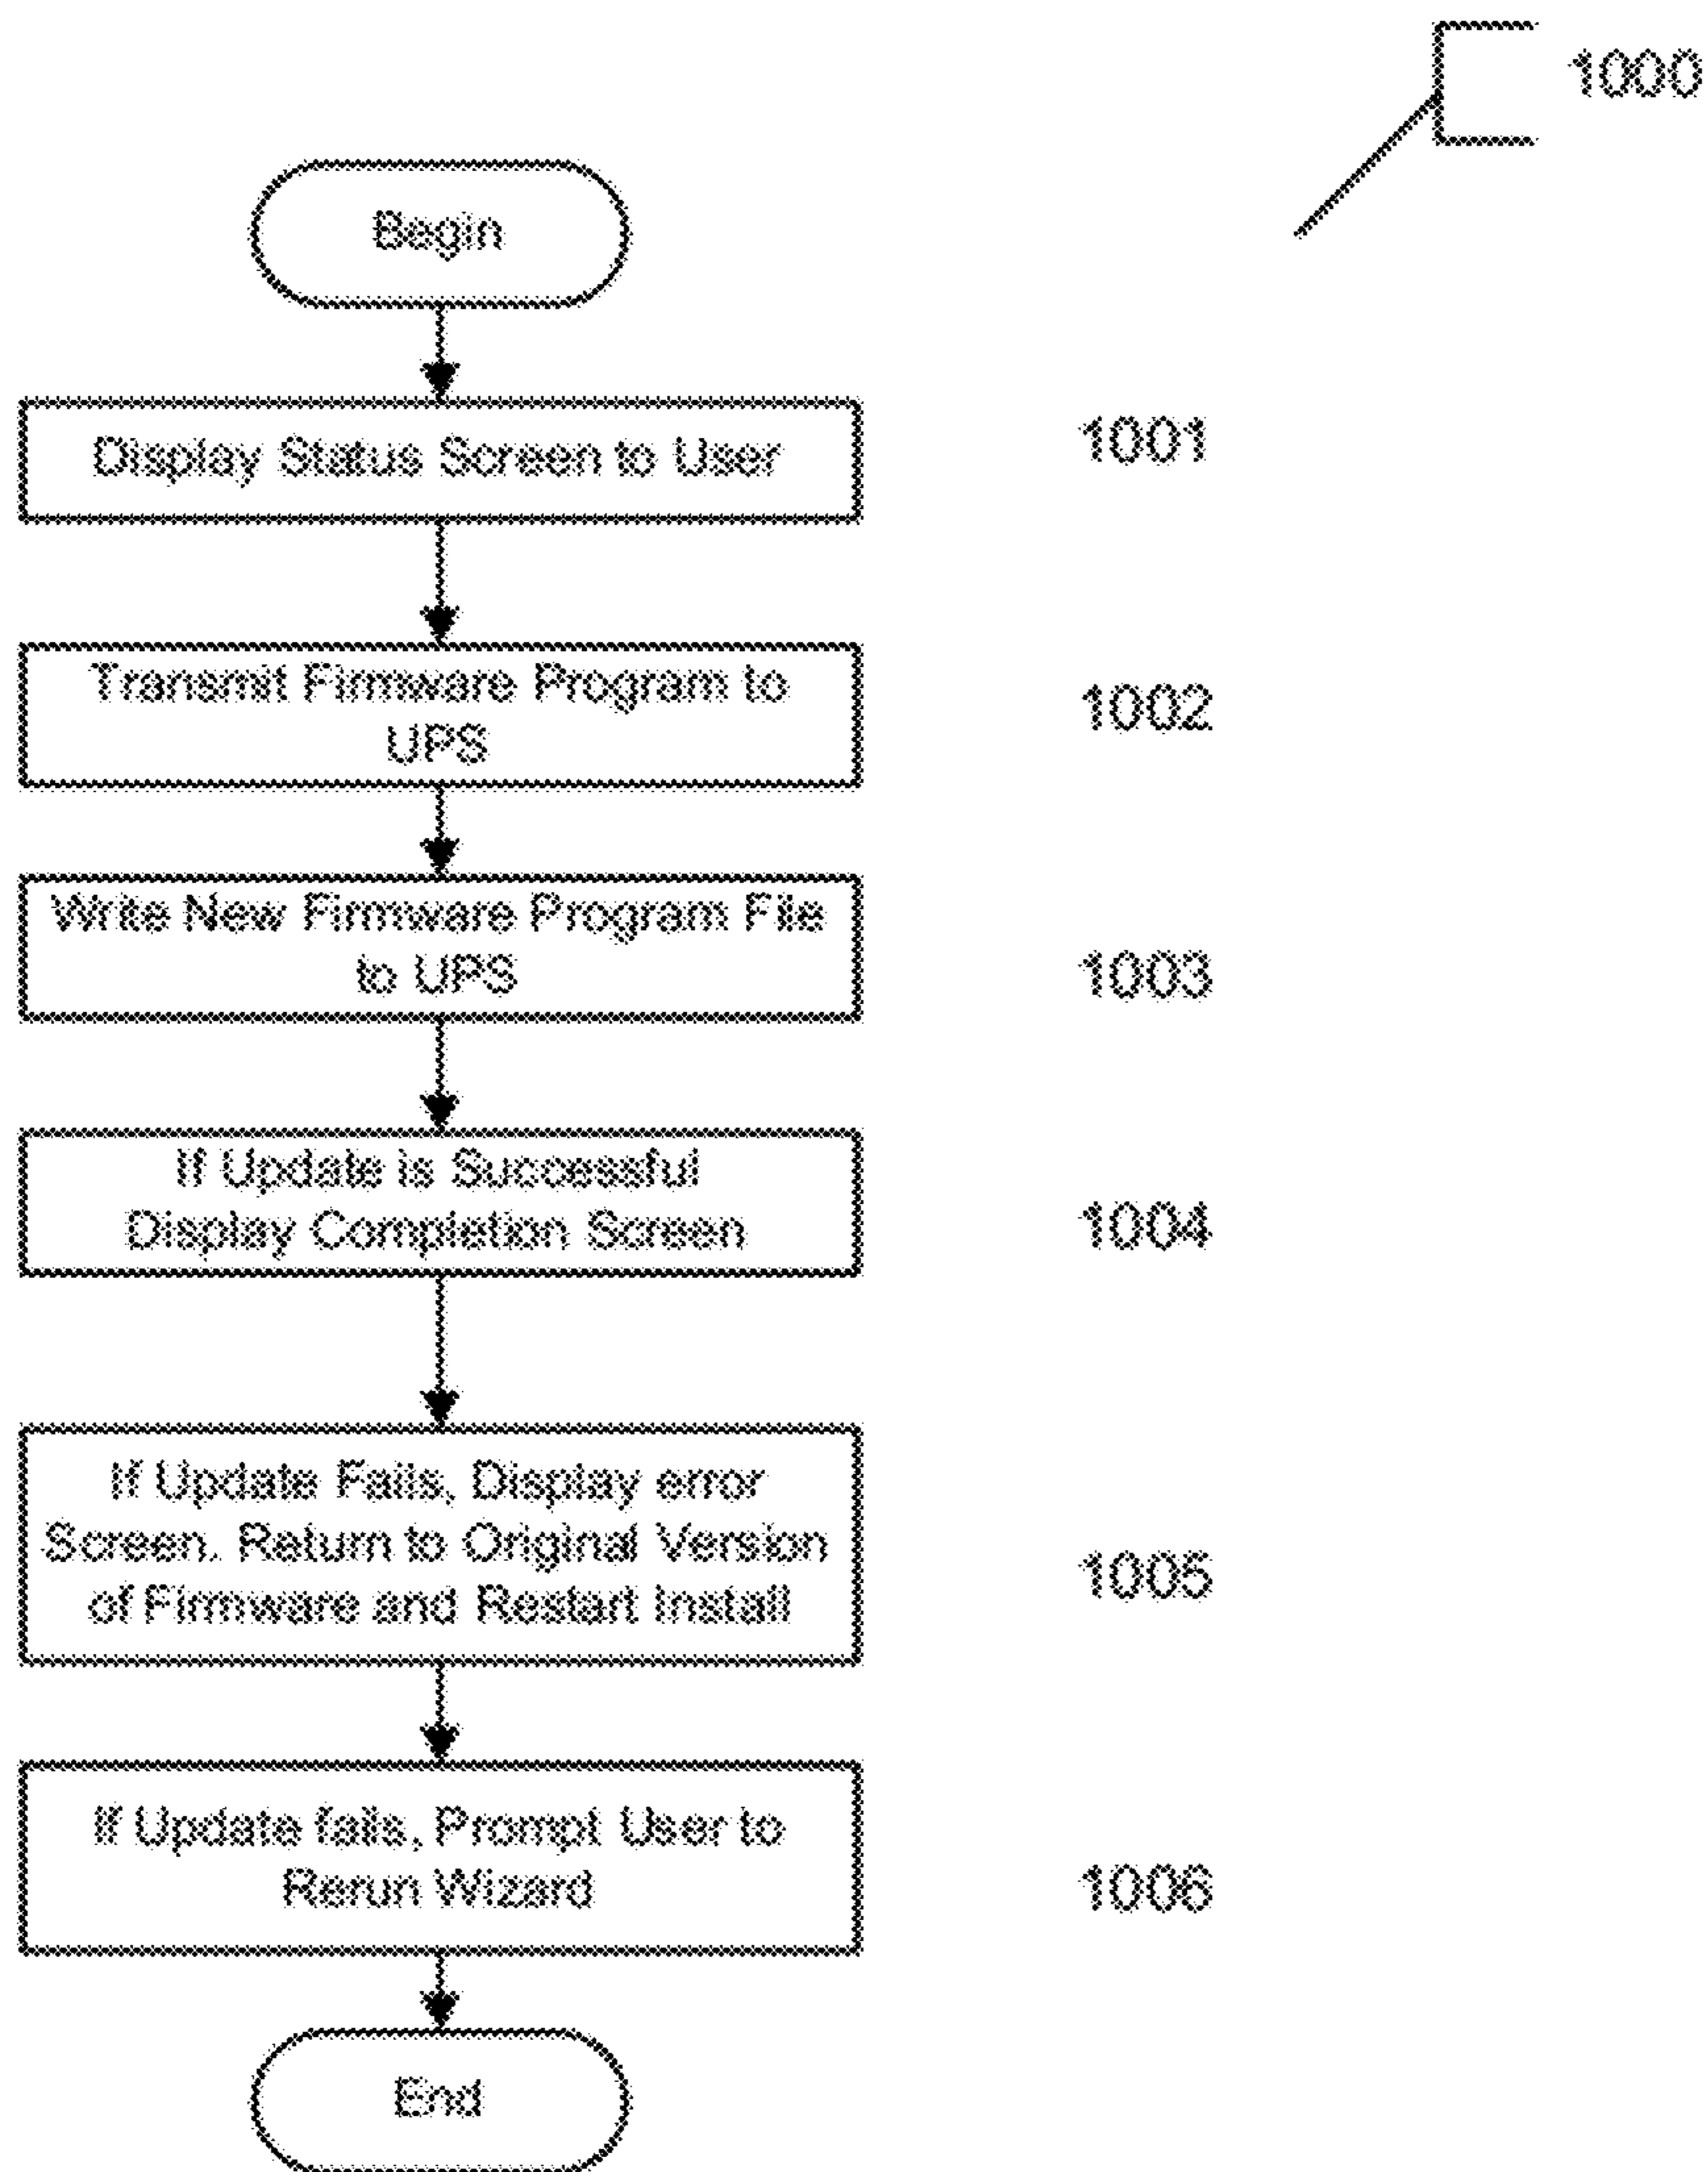 1000
Begin
Display Status Screen to User
1001
Transmit Firmware Program to
UPS
1002
Write New Firmware Program File
to UPS
1003
If Update is Successful
Display Completion Screen
1004
If Update Fails, Display error
Screen. Return to Original Version
of Firmware and Restart Install
1005
If Update fails, Prompt User to
Rerun Wizard
1006
End